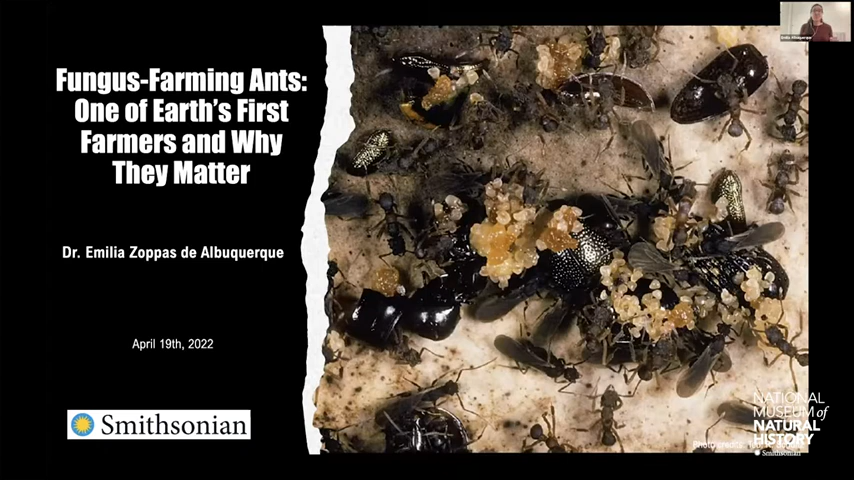 Fungus-Farming Ants:
One of Earth's First
Farmers and Why
They Matter
Dr. Emilia Zoppas de Albuquerque
April 19th, 2022
Smithsonian
NATIONAL
MUSEUM of
NATURAL
HISTORY
Smithsonian